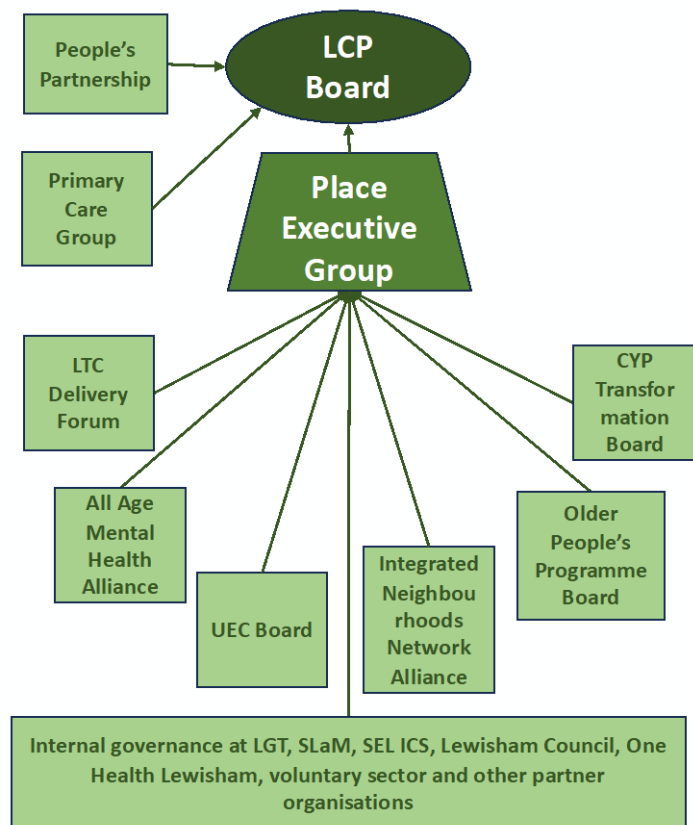 People's
Partnership
LCP
Board
Primary
Care
Group
Place
Executive
Group
LTC
Delivery
Forum
CYP
Transfor
mation
Board
All Age
Mental
Health
Alliance
UEC Board
Integrated
Neighbou
rhoods
Network
Alliance
Older
People's
Programme
Board
Internal governance at LGT, SLaM, SEL ICS, Lewisham Council, One
Health Lewisham, voluntary sector and other partner
organisations